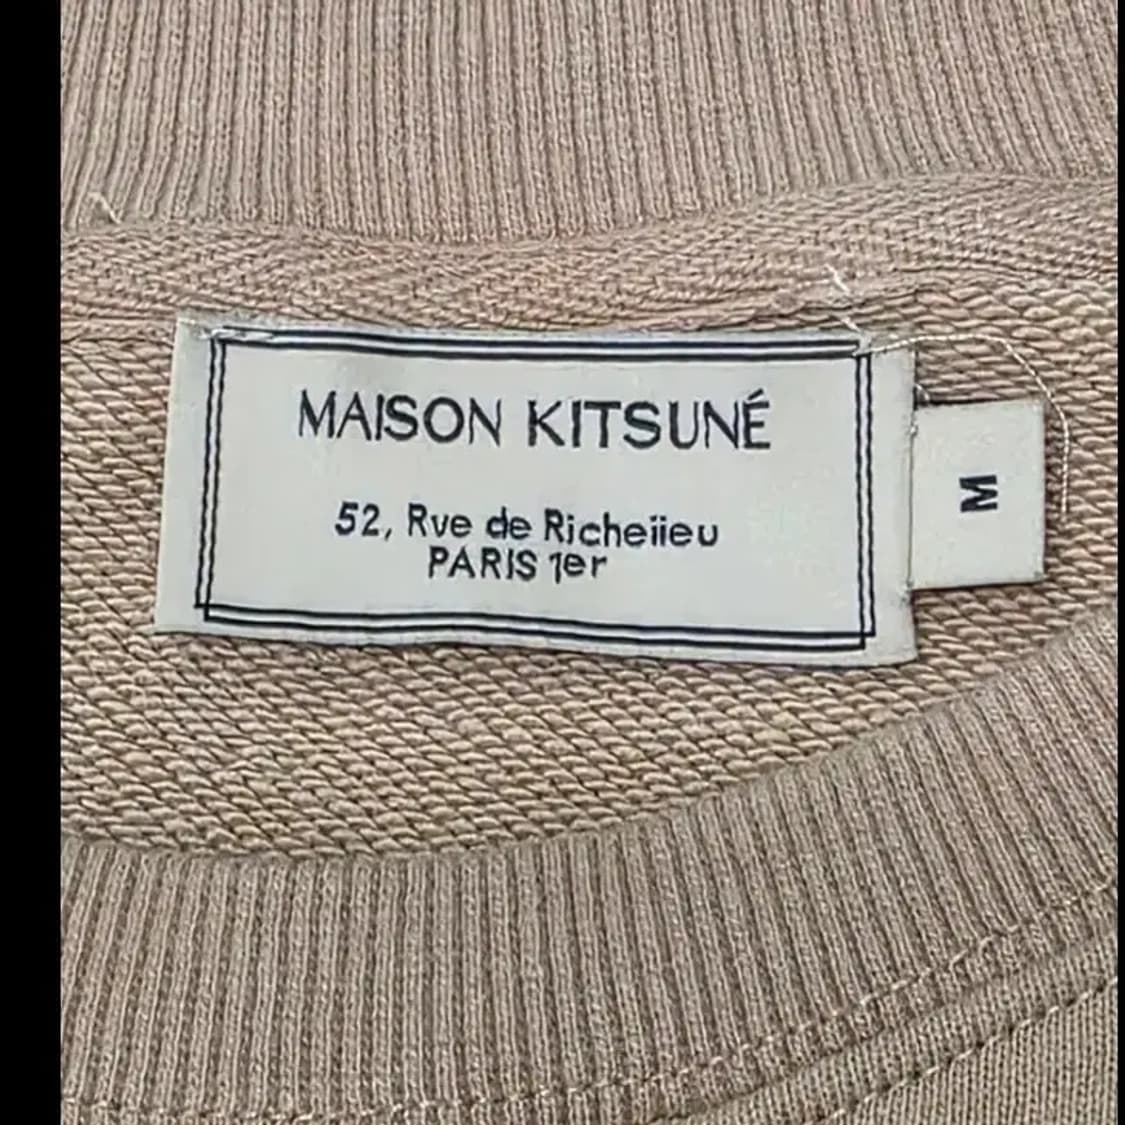 MAISON KITSUNÉ
52, Rve de Richeiieu
PARIS 1er
M